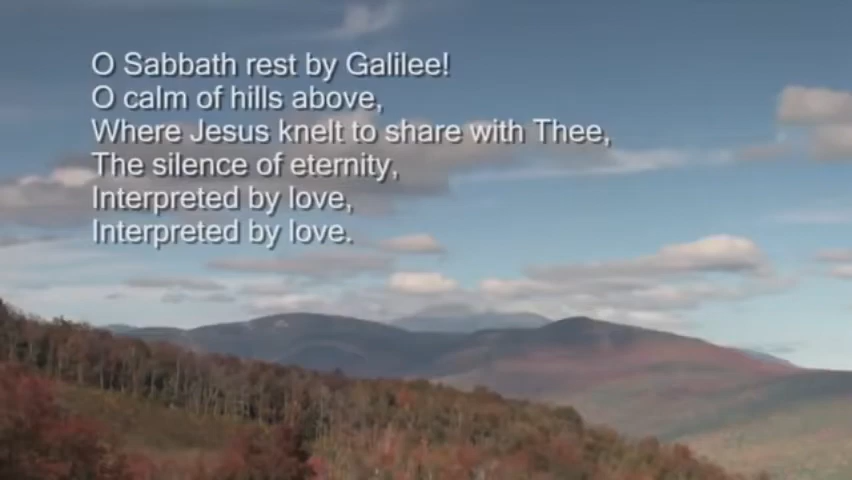 O Sabbath rest by Galilee!
O calm of hills above,
Where Jesus knelt to share with Thee,
The silence of eternity,
Interpreted by love,
Interpreted by love.